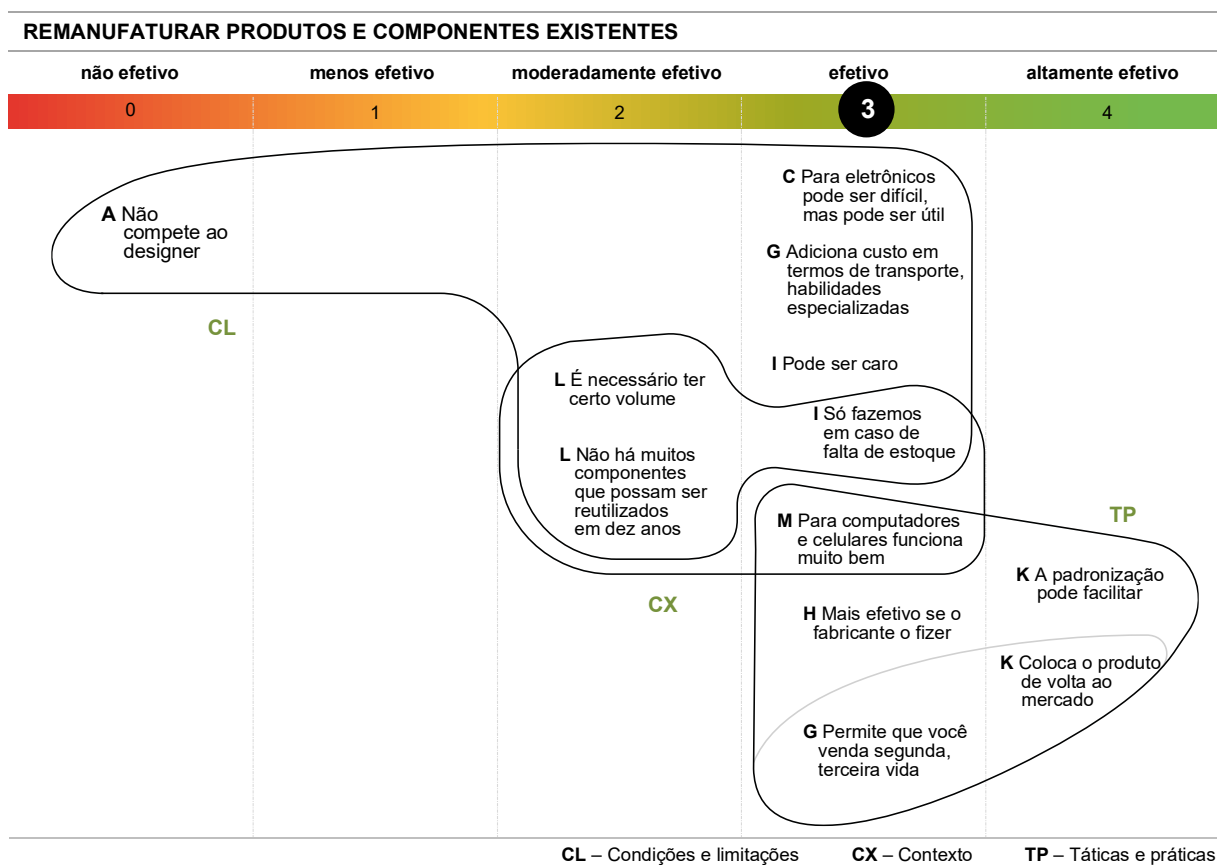 REMANUFATURAR PRODUTOS E COMPONENTES EXISTENTES
não efetivo
menos efetivo
moderadamente efetivo
efetivo
altamente efetivo
0
1
2
3
4
A Não
compete ao
designer
CL
C Para eletrônicos
pode ser difícil,
mas pode ser útil
G Adiciona custo em
termos de transporte,
habilidades
especializadas
I Pode ser caro
L É necessário ter
certo volume
I Só fazemos
em caso de
falta de estoque
L Não há muitos
componentes
que possam ser
reutilizados
em dez anos
M Para computadores
e celulares funciona
muito bem
TP
CX
K A padronização
pode facilitar
H Mais efetivo se o
fabricante o fizer
K Coloca o produto
de volta ao
mercado
G Permite que você
venda segunda,
terceira vida
CL – Condições e limitações
CX – Contexto
TP – Táticas e práticas